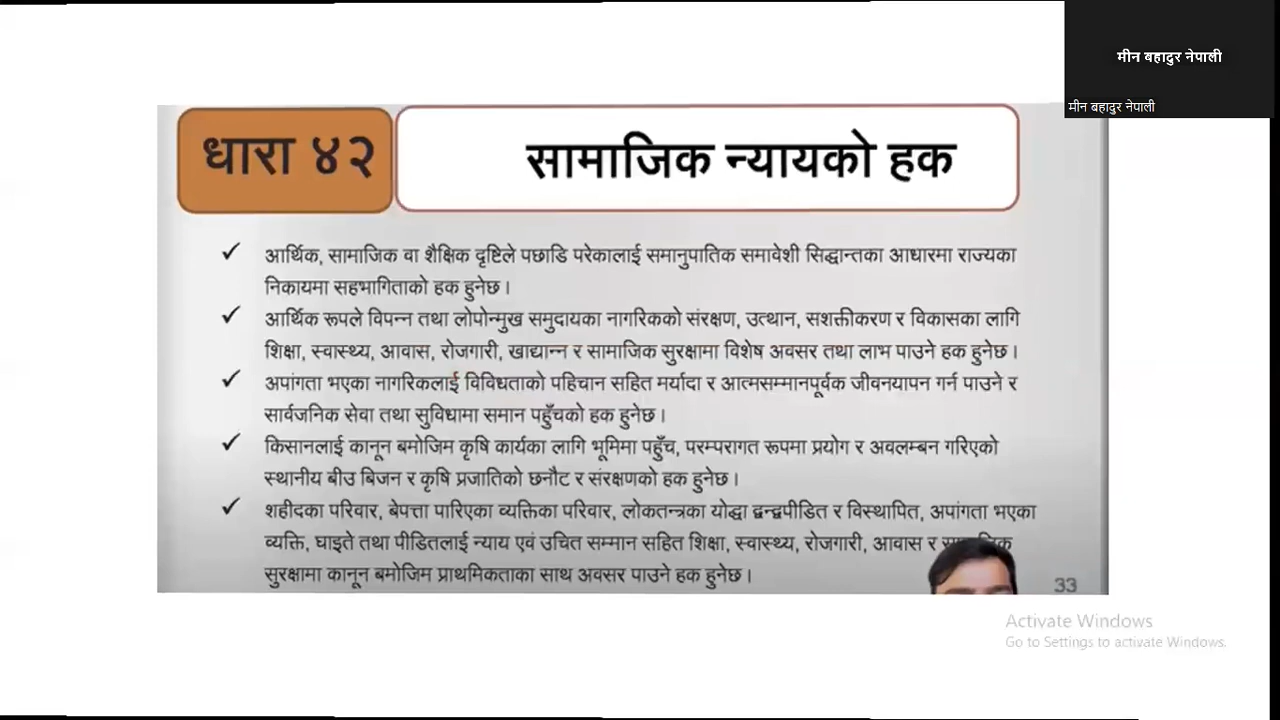 मीन बहादुर नेपाली
मीन बहादुर नेपाली
धारा ४२
सामाजिक न्यायको हक
✓ आर्थिक, सामाजिक वा शैक्षिक दृष्टिले पछाडि परेकालाई समानुपातिक समावेशी सिद्धान्तका आधारमा राज्यका
निकायमा सहभागिताको हक हुनेछ ।
✓ आर्थिक रूपले विपन्न तथा लोपोन्मुख समुदायका नागरिकको संरक्षण, उत्थान, सशक्तीकरण र विकासका लागि
शिक्षा, स्वास्थ्य, आवास, रोजगारी, खाद्यान्न र सामाजिक सुरक्षामा विशेष अवसर तथा लाभ पाउने हक हुनेछ ।
✓ अपांगता भएका नागरिकलाई विविधताको पहिचान सहित मर्यादा र आत्मसम्मानपूर्वक जीवनयापन गर्न पाउने र
सार्वजनिक सेवा तथा सुविधामा समान पहुँचको हक हुनेछ ।
✓ किसानलाई कानून बमोजिम कृषि कार्यका लागि भूमिमा पहुँच, परम्परागत रूपमा प्रयोग र अवलम्बन गरिएको
स्थानीय बीउ बिजन र कृषि प्रजातिको छनौट र संरक्षणको हक हुनेछ ।
✓ शहीदका परिवार, बेपत्ता पारिएका व्यक्तिका परिवार, लोकतन्त्रका योद्धा द्वन्द्वपीडित र विस्थापित, अपांगता भएका
व्यक्ति, घाइते तथा पीडितलाई न्याय एवं उचित सम्मान सहित शिक्षा, स्वास्थ्य, रोजगारी, आवास र
सुरक्षामा कानून बमोजिम प्राथमिकताका साथ अवसर पाउने हक हुनेछ ।
33
Activate Windows
Go to Settings to activate Windows.